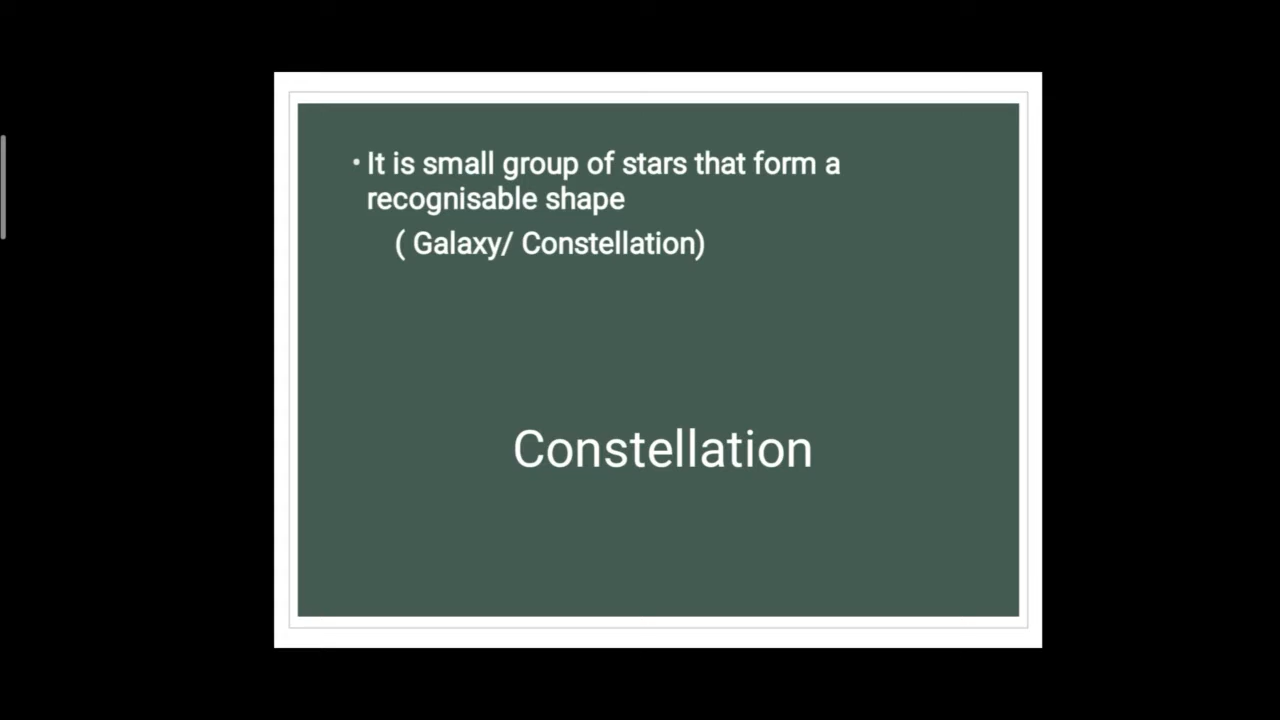 • It is small group of stars that form a
recognisable shape
( Galaxy/ Constellation)
Constellation